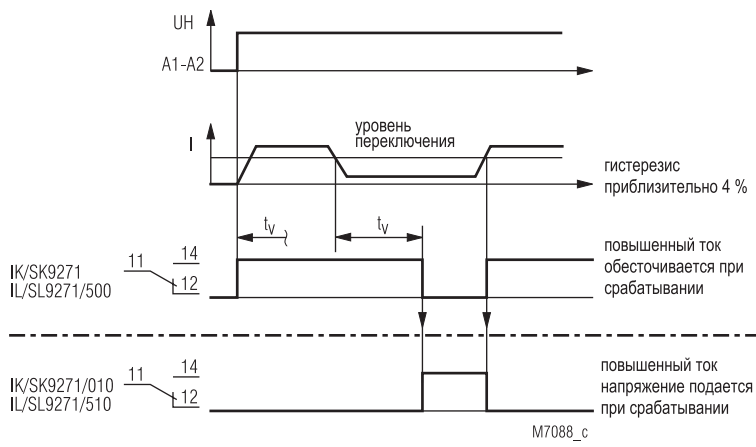 UH
A1-A2
I
уровень
переключения
гистерезис
приблизительно 4 %
tv
tv
IK/SK9271
IL/SL9271/500
11
14
12
повышенный ток
обесточивается при
срабатывании
IK/SK9271/010
IL/SL9271/510
11
14
12
повышенный ток
напряжение подается
при срабатывании
M7088_c